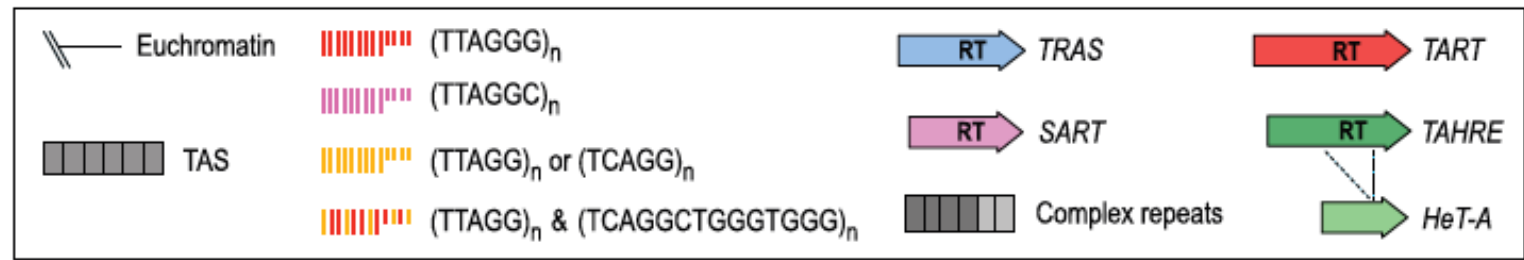 Euchromatin
(TTAGGG)n
RT TRAS
RT TART
(TTAGGC)n
TAS
(TTAGG)n or (TCAGG)n
RT SART
RT TAHRE
(TTAGG)n & (TCAGGCTGGGTGGG)n
Complex repeats
HeT-A